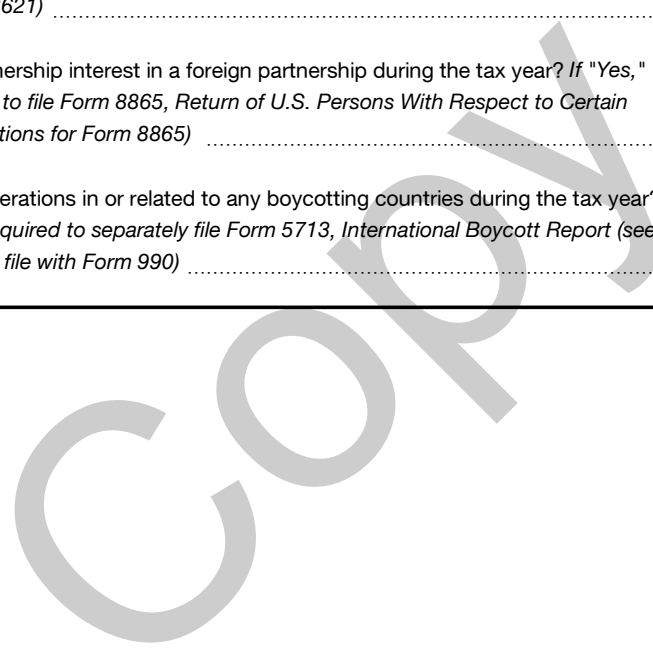 621)
nership interest in a foreign partnership during the tax year? If "Yes,"
to file Form 8865, Return of U.S. Persons With Respect to Certain
tions for Form 8865)
erations in or related to any boycotting countries during the tax year?
quired to separately file Form 5713, International Boycott Report (see
file with Form 990)
Copy